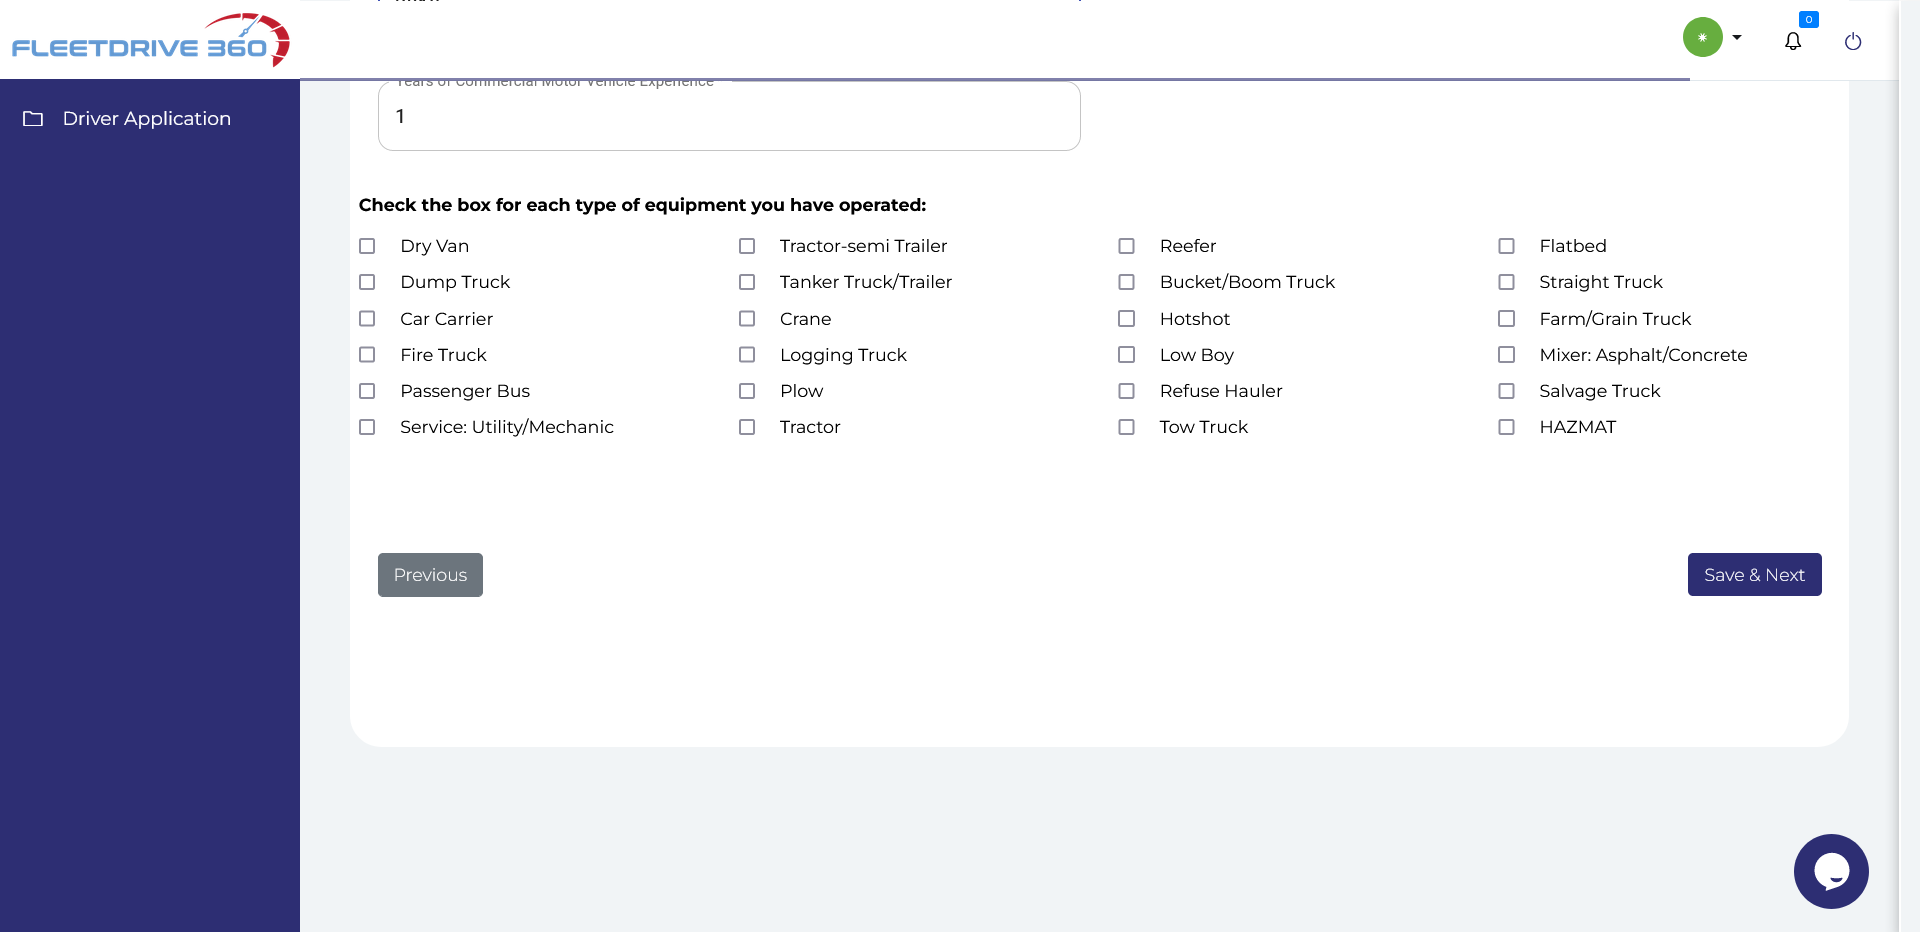 FLEETDRIVE 360
0
Driver Application
Years of Commercial Motor Vehicle Experience
1
Check the box for each type of equipment you have operated:
Dry Van
Tractor-semi Trailer
Reefer
Flatbed
Dump Truck
Tanker Truck/Trailer
Bucket/Boom Truck
Straight Truck
Car Carrier
Crane
Hotshot
Farm/Grain Truck
Fire Truck
Logging Truck
Low Boy
Mixer: Asphalt/Concrete
Passenger Bus
Plow
Refuse Hauler
Salvage Truck
Service: Utility/Mechanic
Tractor
Tow Truck
HAZMAT
Previous
Save & Next